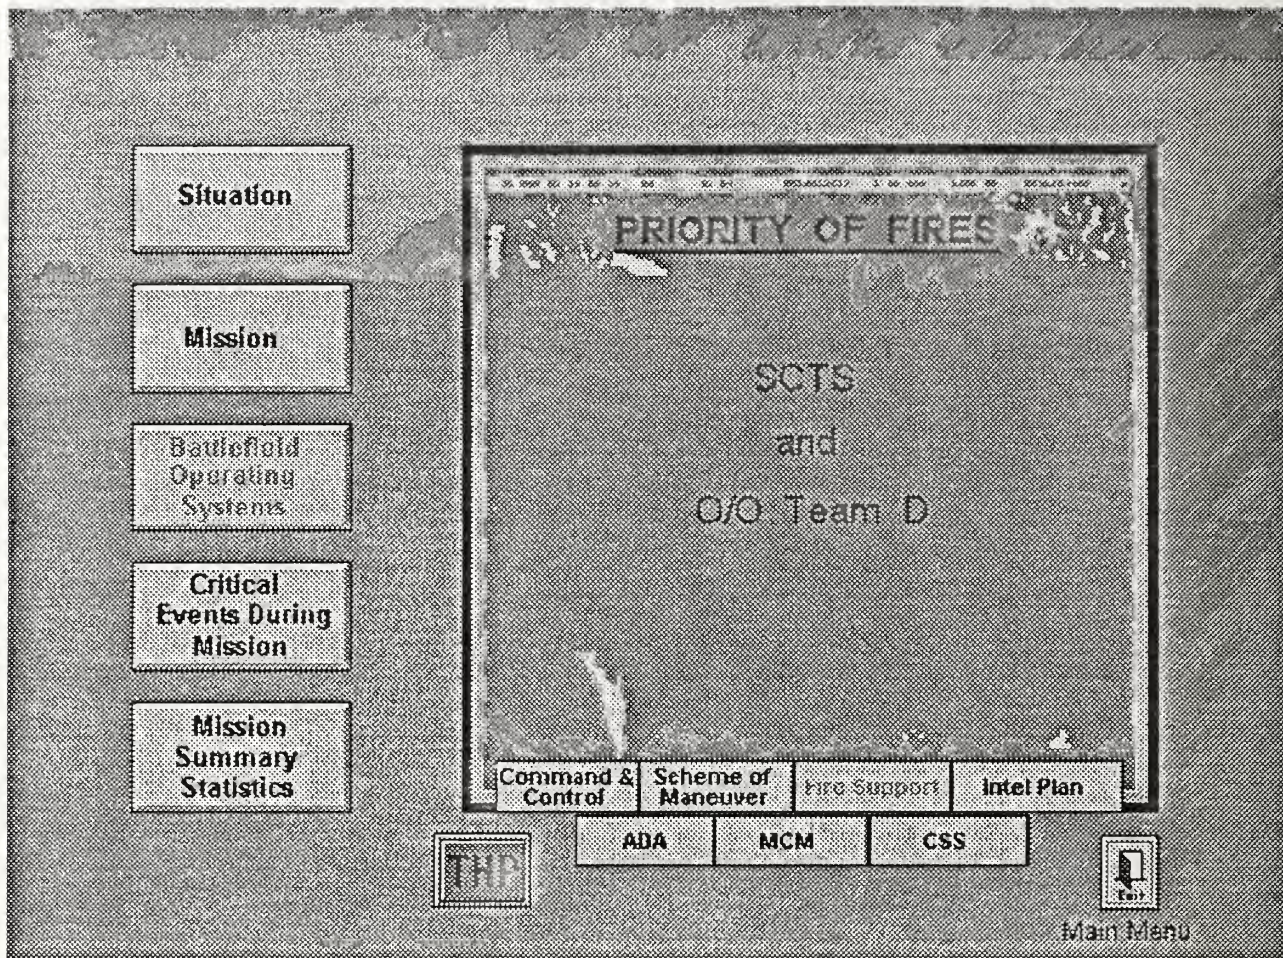 Situation
Mission
Battlefield
Operating
Systems
Critical
Events During
Mission
Mission
Summary
Statistics
PRIORITY OF FIRES
SCTS
and
O/O Team D
Command &
Control
Scheme of
Maneuver
Fire Support
Intel Plan
ADA
MCM
CSS
Exit
Main Menu